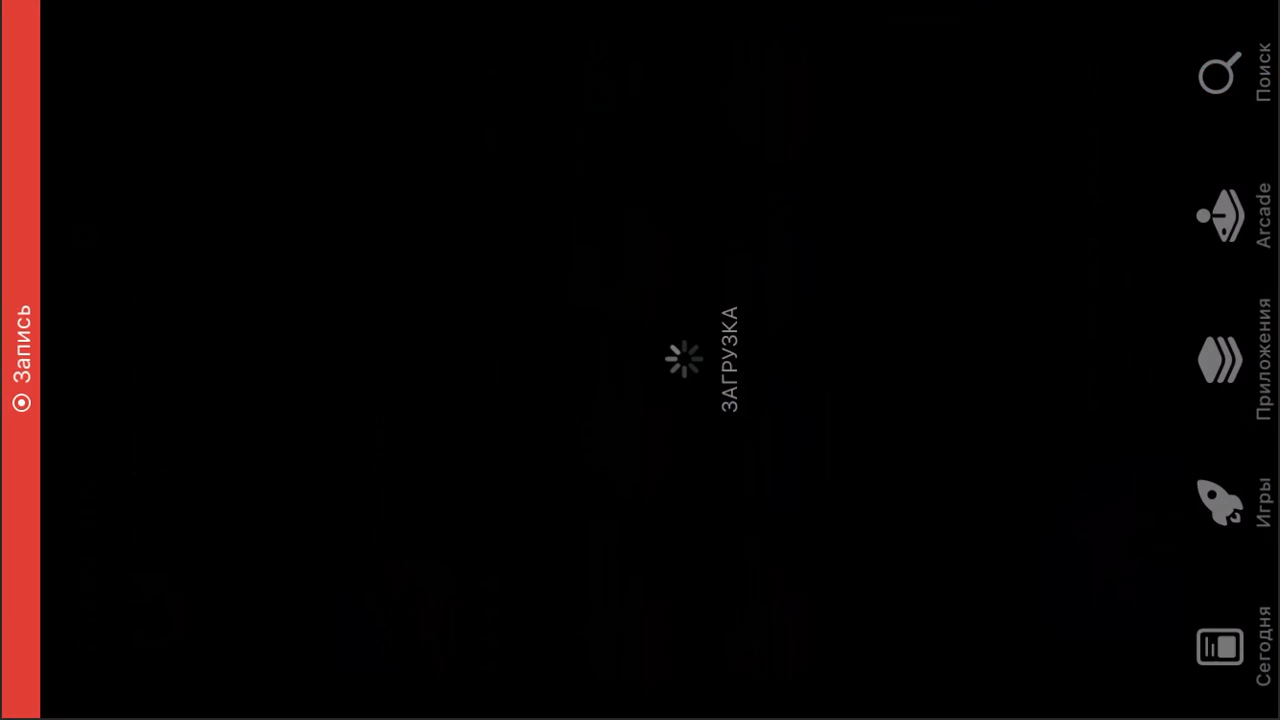 Запись
ЗАГРУЗКА
Сегодня
Игры
Приложения
Arcade
Поиск